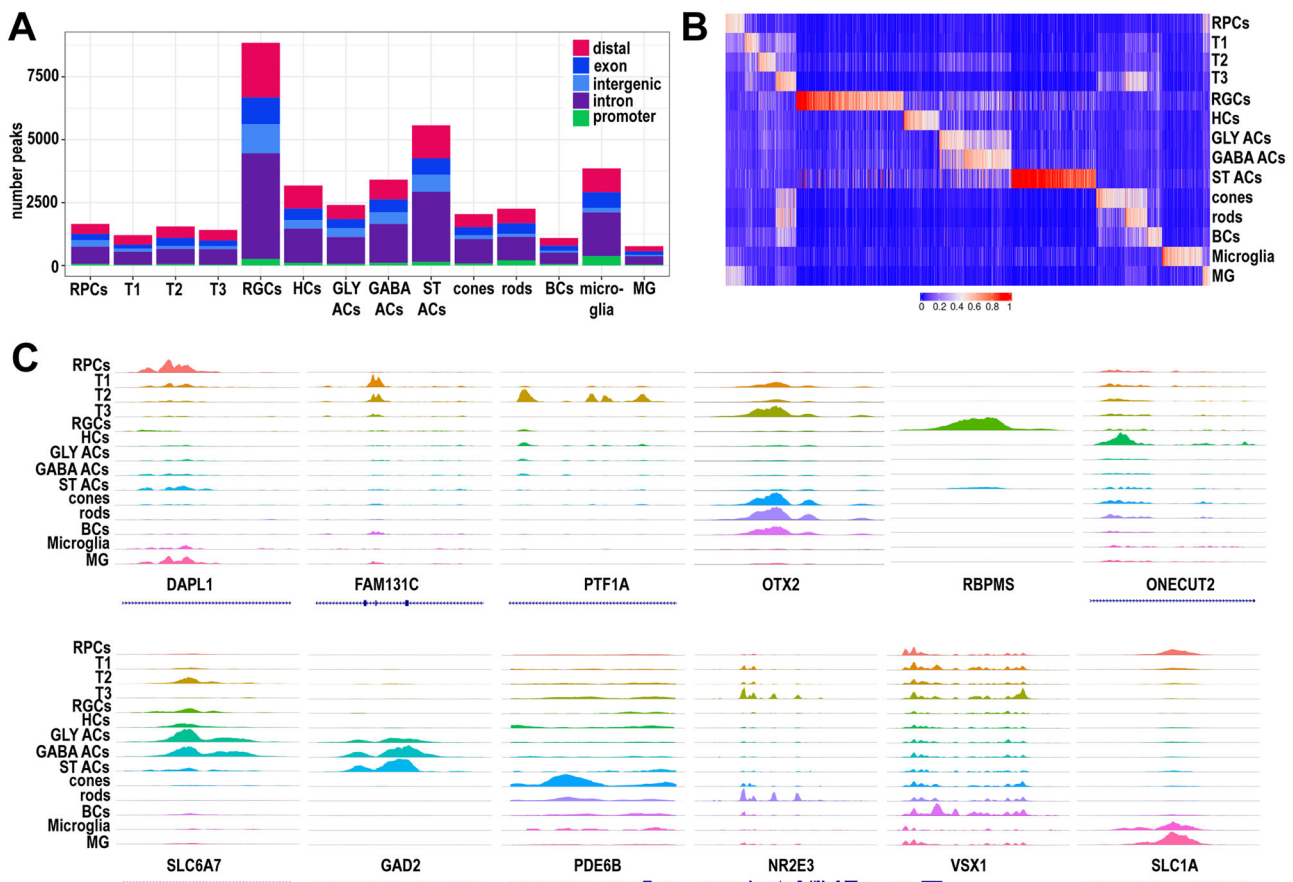 A
number peaks
7500
5000
2500
0
distal
exon
intergenic
intron
promoter
RPCs T1 T2 T3 RGCs HCs GLY ACs GABA ACs ST ACs cones rods BCs micro-glia MG
B
RPCs
T1
T2
T3
RGCs
HCs
GLY ACs
GABA ACs
ST ACs
cones
rods
BCs
Microglia
MG
0 0.2 0.4 0.6 0.8 1
C
RPCs
T1
T2
T3
RGCs
HCs
GLY ACs
GABA ACs
ST ACs
cones
rods
BCs
Microglia
MG
DAPL1 FAM131C PTF1A OTX2 RBPMS ONECUT2
RPCs
T1
T2
T3
RGCs
HCs
GLY ACs
GABA ACs
ST ACs
cones
rods
BCs
Microglia
MG
SLC6A7 GAD2 PDE6B NR2E3 VSX1 SLC1A